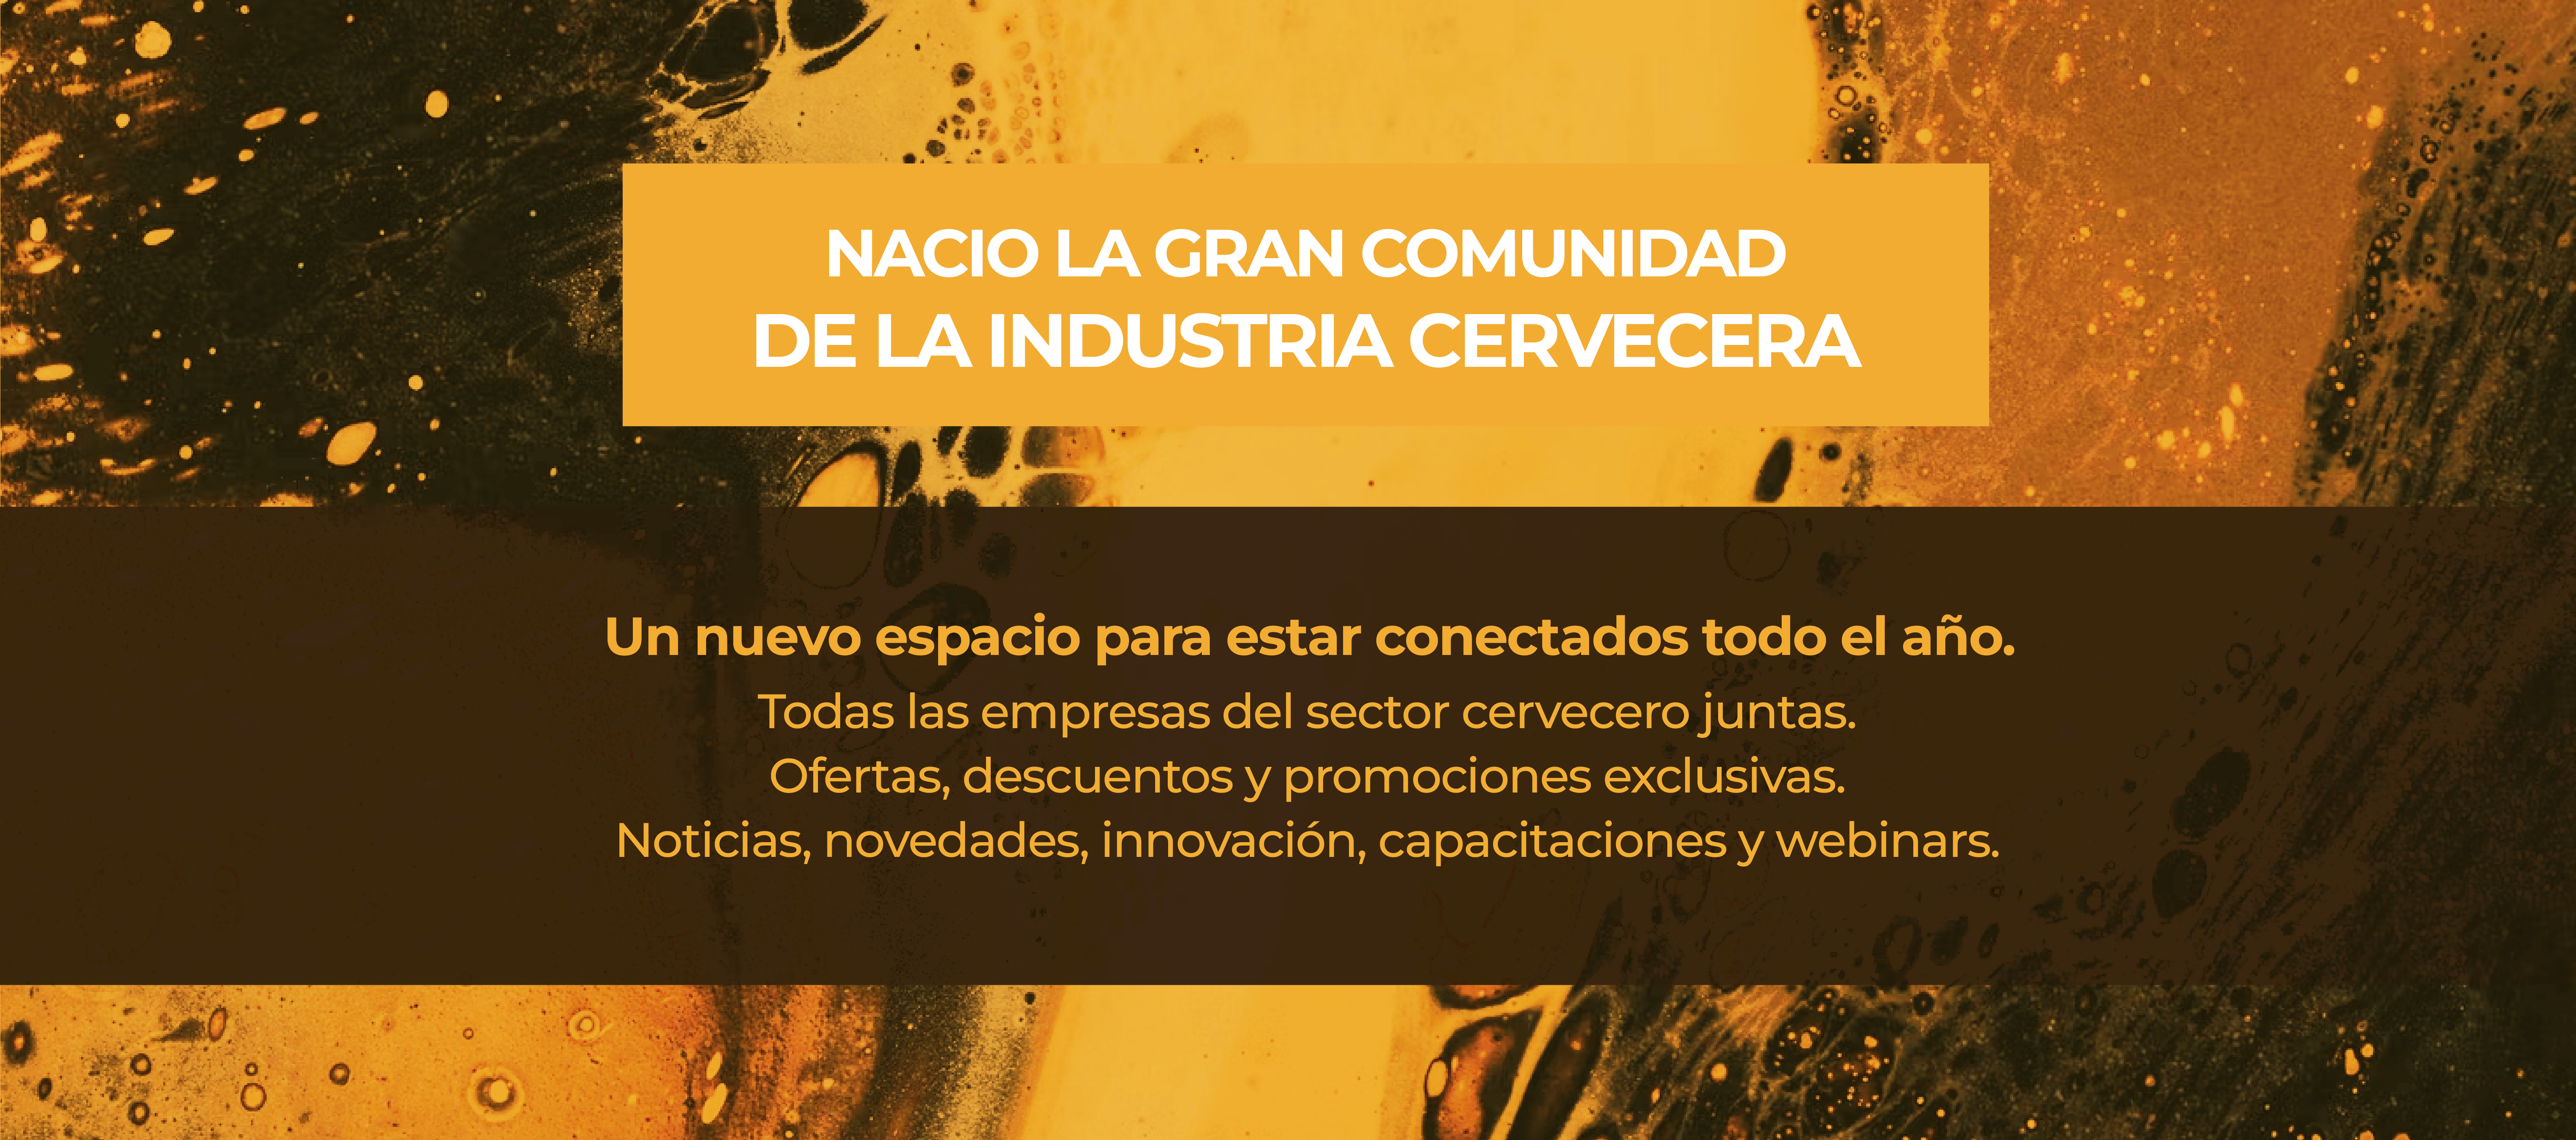 NACIO LA GRAN COMUNIDAD
DE LA INDUSTRIA CERVECERA
Un nuevo espacio para estar conectados todo el año.
Todas las empresas del sector cervecero juntas.
Ofertas, descuentos y promociones exclusivas.
Noticias, novedades, innovación, capacitaciones y webinars.